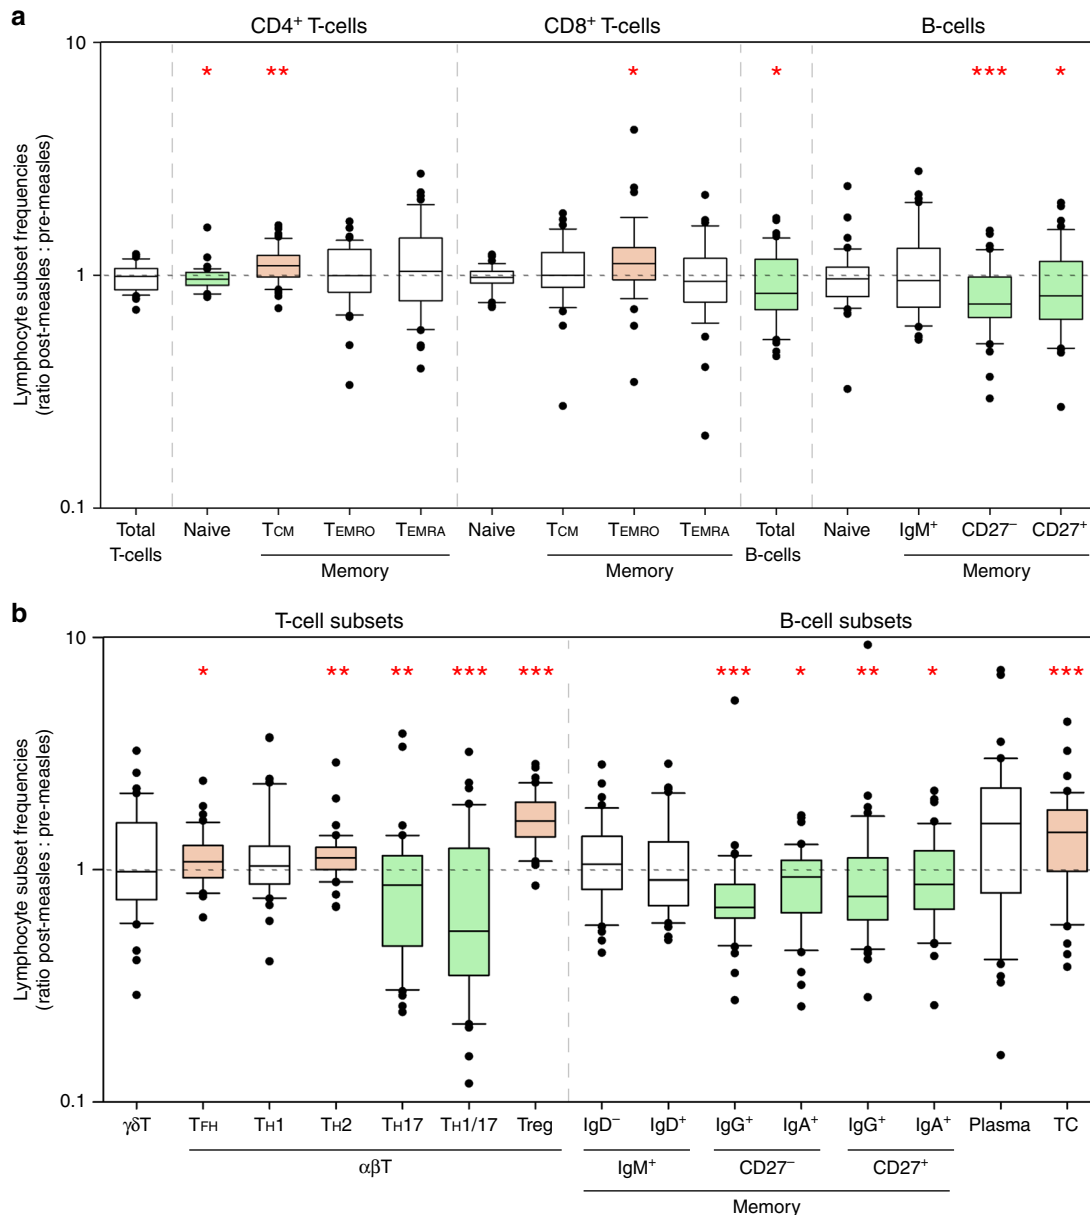 a
CD4⁺ T-cells CD8⁺ T-cells B-cells
10
* ** * * *** *
Lymphocyte subset frequencies
(ratio post-measles : pre-measles)
1
0.1
Total Naive TCM TEMRO TEMRA Naive TCM TEMRO TEMRA Total Naive IgM⁺ CD27⁻ CD27⁺
T-cells B-cells
Memory Memory Memory
b
T-cell subsets B-cell subsets
10
* ** ** *** *** *** * ** * ***
Lymphocyte subset frequencies
(ratio post-measles : pre-measles)
1
0.1
γδT TFH TH1 TH2 TH17 TH1/17 Treg IgD⁻ IgD⁺ IgG⁺ IgA⁺ IgG⁺ IgA⁺ Plasma TC
αβT IgM⁺ CD27⁻ CD27⁺
Memory